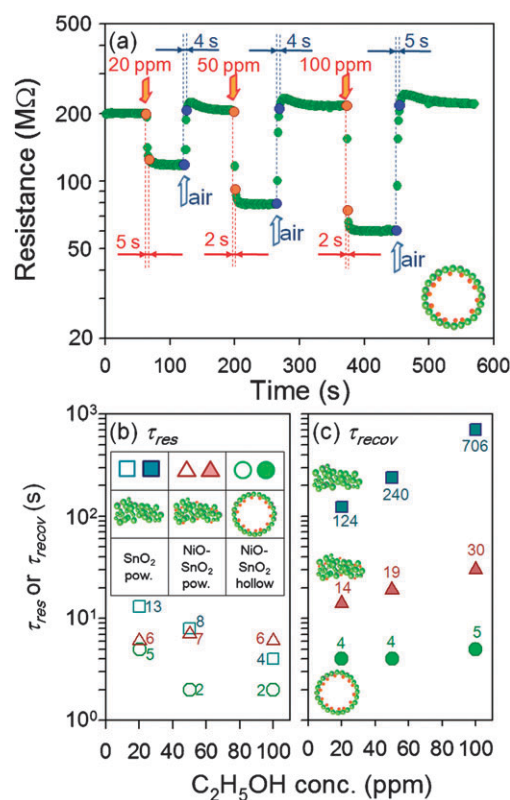 (a)
4 s 4 s 5 s
20 ppm 50 ppm 100 ppm
500
200
100
50
20
Resistance (MΩ)
air air air
5 s 2 s 2 s
0 100 200 300 400 500 600
Time (s)
(b) τres
10³
10²
10¹
10⁰
τres or τrecov (s)
SnO2 pow.
NiO-SnO2 pow.
NiO-SnO2 hollow
13 8 4
6 7 6
5 2 2
0 20 40 60 80 100
(c) τrecov
124 240 706
14 19 30
4 4 5
0 20 40 60 80 100
C2H5OH conc. (ppm)